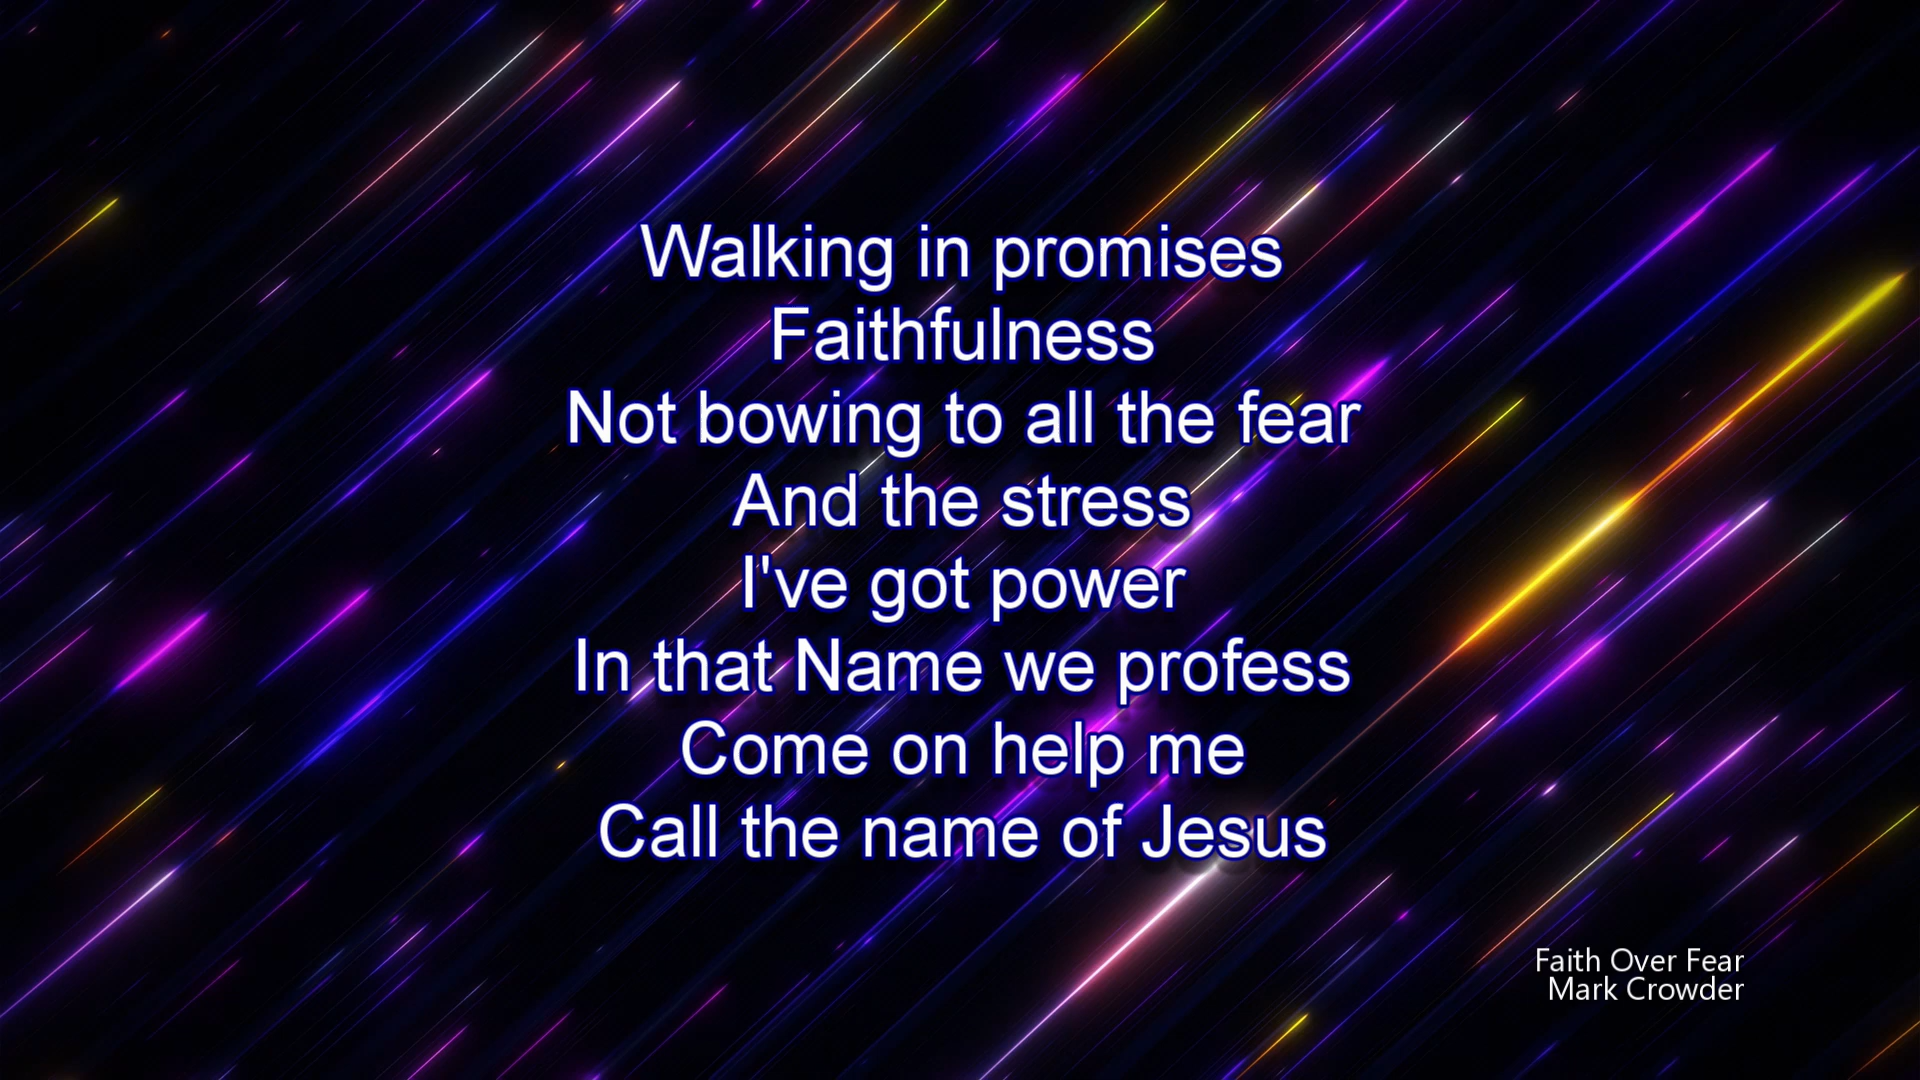 Walking in promises
Faithfulness
Not bowing to all the fear
And the stress
I've got power
In that Name we profess
Come on help me
Call the name of Jesus
Faith Over Fear
Mark Crowder